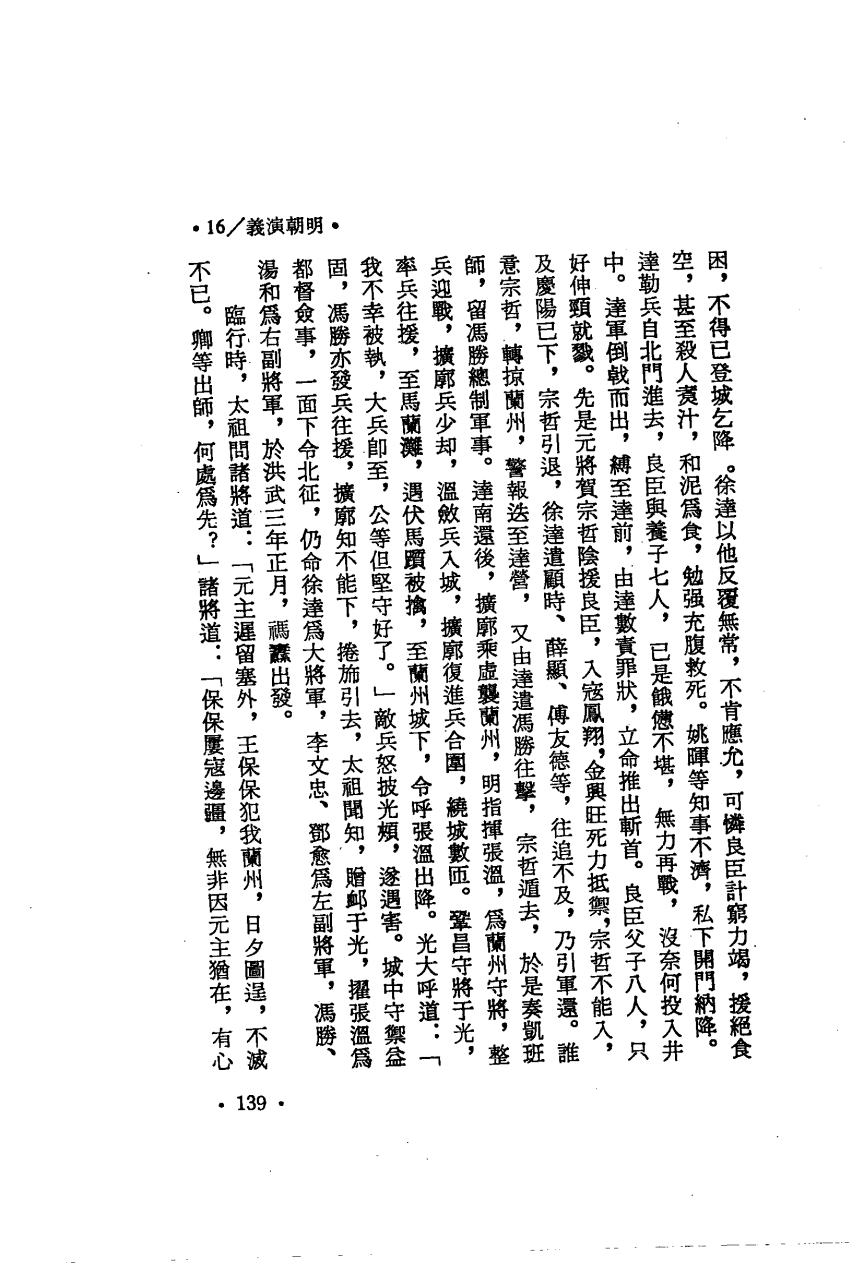 •16／義演朝明•
困，不得已登城乞降。徐達以他反覆無常，不肯應允，可憐良臣計窮力竭，援絕食
空，甚至殺人煑汁，和泥爲食，勉强充腹救死。姚暉等知事不濟，私下開門納降。
達勒兵自北門進去，良臣與養子七人，已是餓憊不堪，無力再戰，沒奈何投入井
中。達軍倒戟而出，縛至達前，由達數責罪狀，立命推出斬首。良臣父子八人，只
好伸頸就戮。先是元將賀宗哲陰援良臣，入寇鳳翔，金興旺死力抵禦，宗哲不能入，
及慶陽已下，宗哲引退，徐達遣顧時、薛顯、傅友德等，往追不及，乃引軍還。誰
意宗哲，轉掠蘭州，警報迭至達營，又由達遣馮勝往擊，宗哲遁去，於是奏凱班
師，留馮勝總制軍事。達南還後，擴廓乘虛襲蘭州，明指揮張溫，爲蘭州守將，整
兵迎戰，擴廓兵少却，溫斂兵入城，擴廓復進兵合圍，繞城數匝。鞏昌守將于光，
率兵往援，至馬蘭灘，遇伏馬躓被擒，至蘭州城下，令呼張溫出降。光大呼道：「
我不幸被執，大兵卽至，公等但堅守好了。」敵兵怒披光頰，遂遇害。城中守禦益
固，馮勝亦發兵往援，擴廓知不能下，捲旆引去，太祖聞知，贈卹于光，擢張溫爲
都督僉事，一面下令北征，仍命徐達爲大將軍，李文忠、鄧愈爲左副將軍，馮勝、
湯和爲右副將軍，於洪武三年正月，禡纛出發。
臨行時，太祖問諸將道：「元主遲留塞外，王保保犯我蘭州，日夕圖逞，不滅
不已。卿等出師，何處爲先？」諸將道：「保保屢寇邊疆，無非因元主猶在，有心
•139•